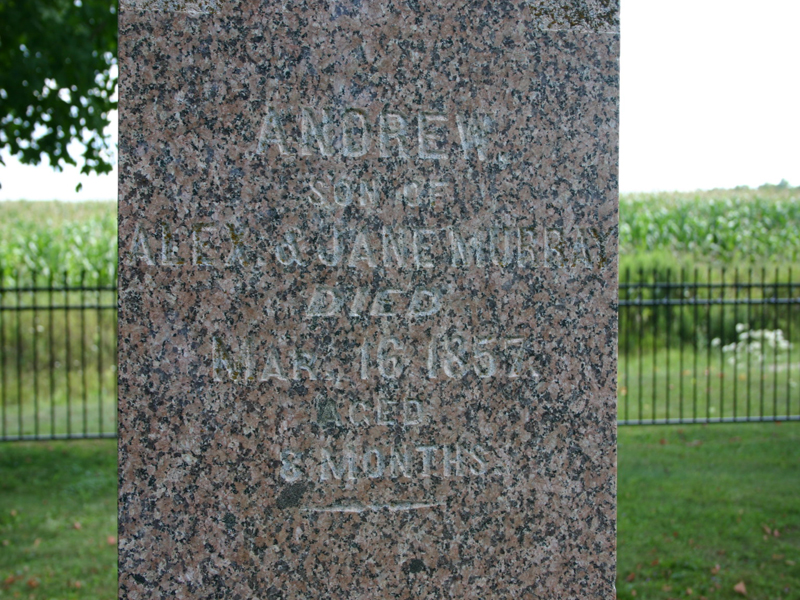 ANDREW,
SON OF
ALEX. & JANE MURRAY
DIED
MAR. 16 1857.
AGED
8 MONTHS.